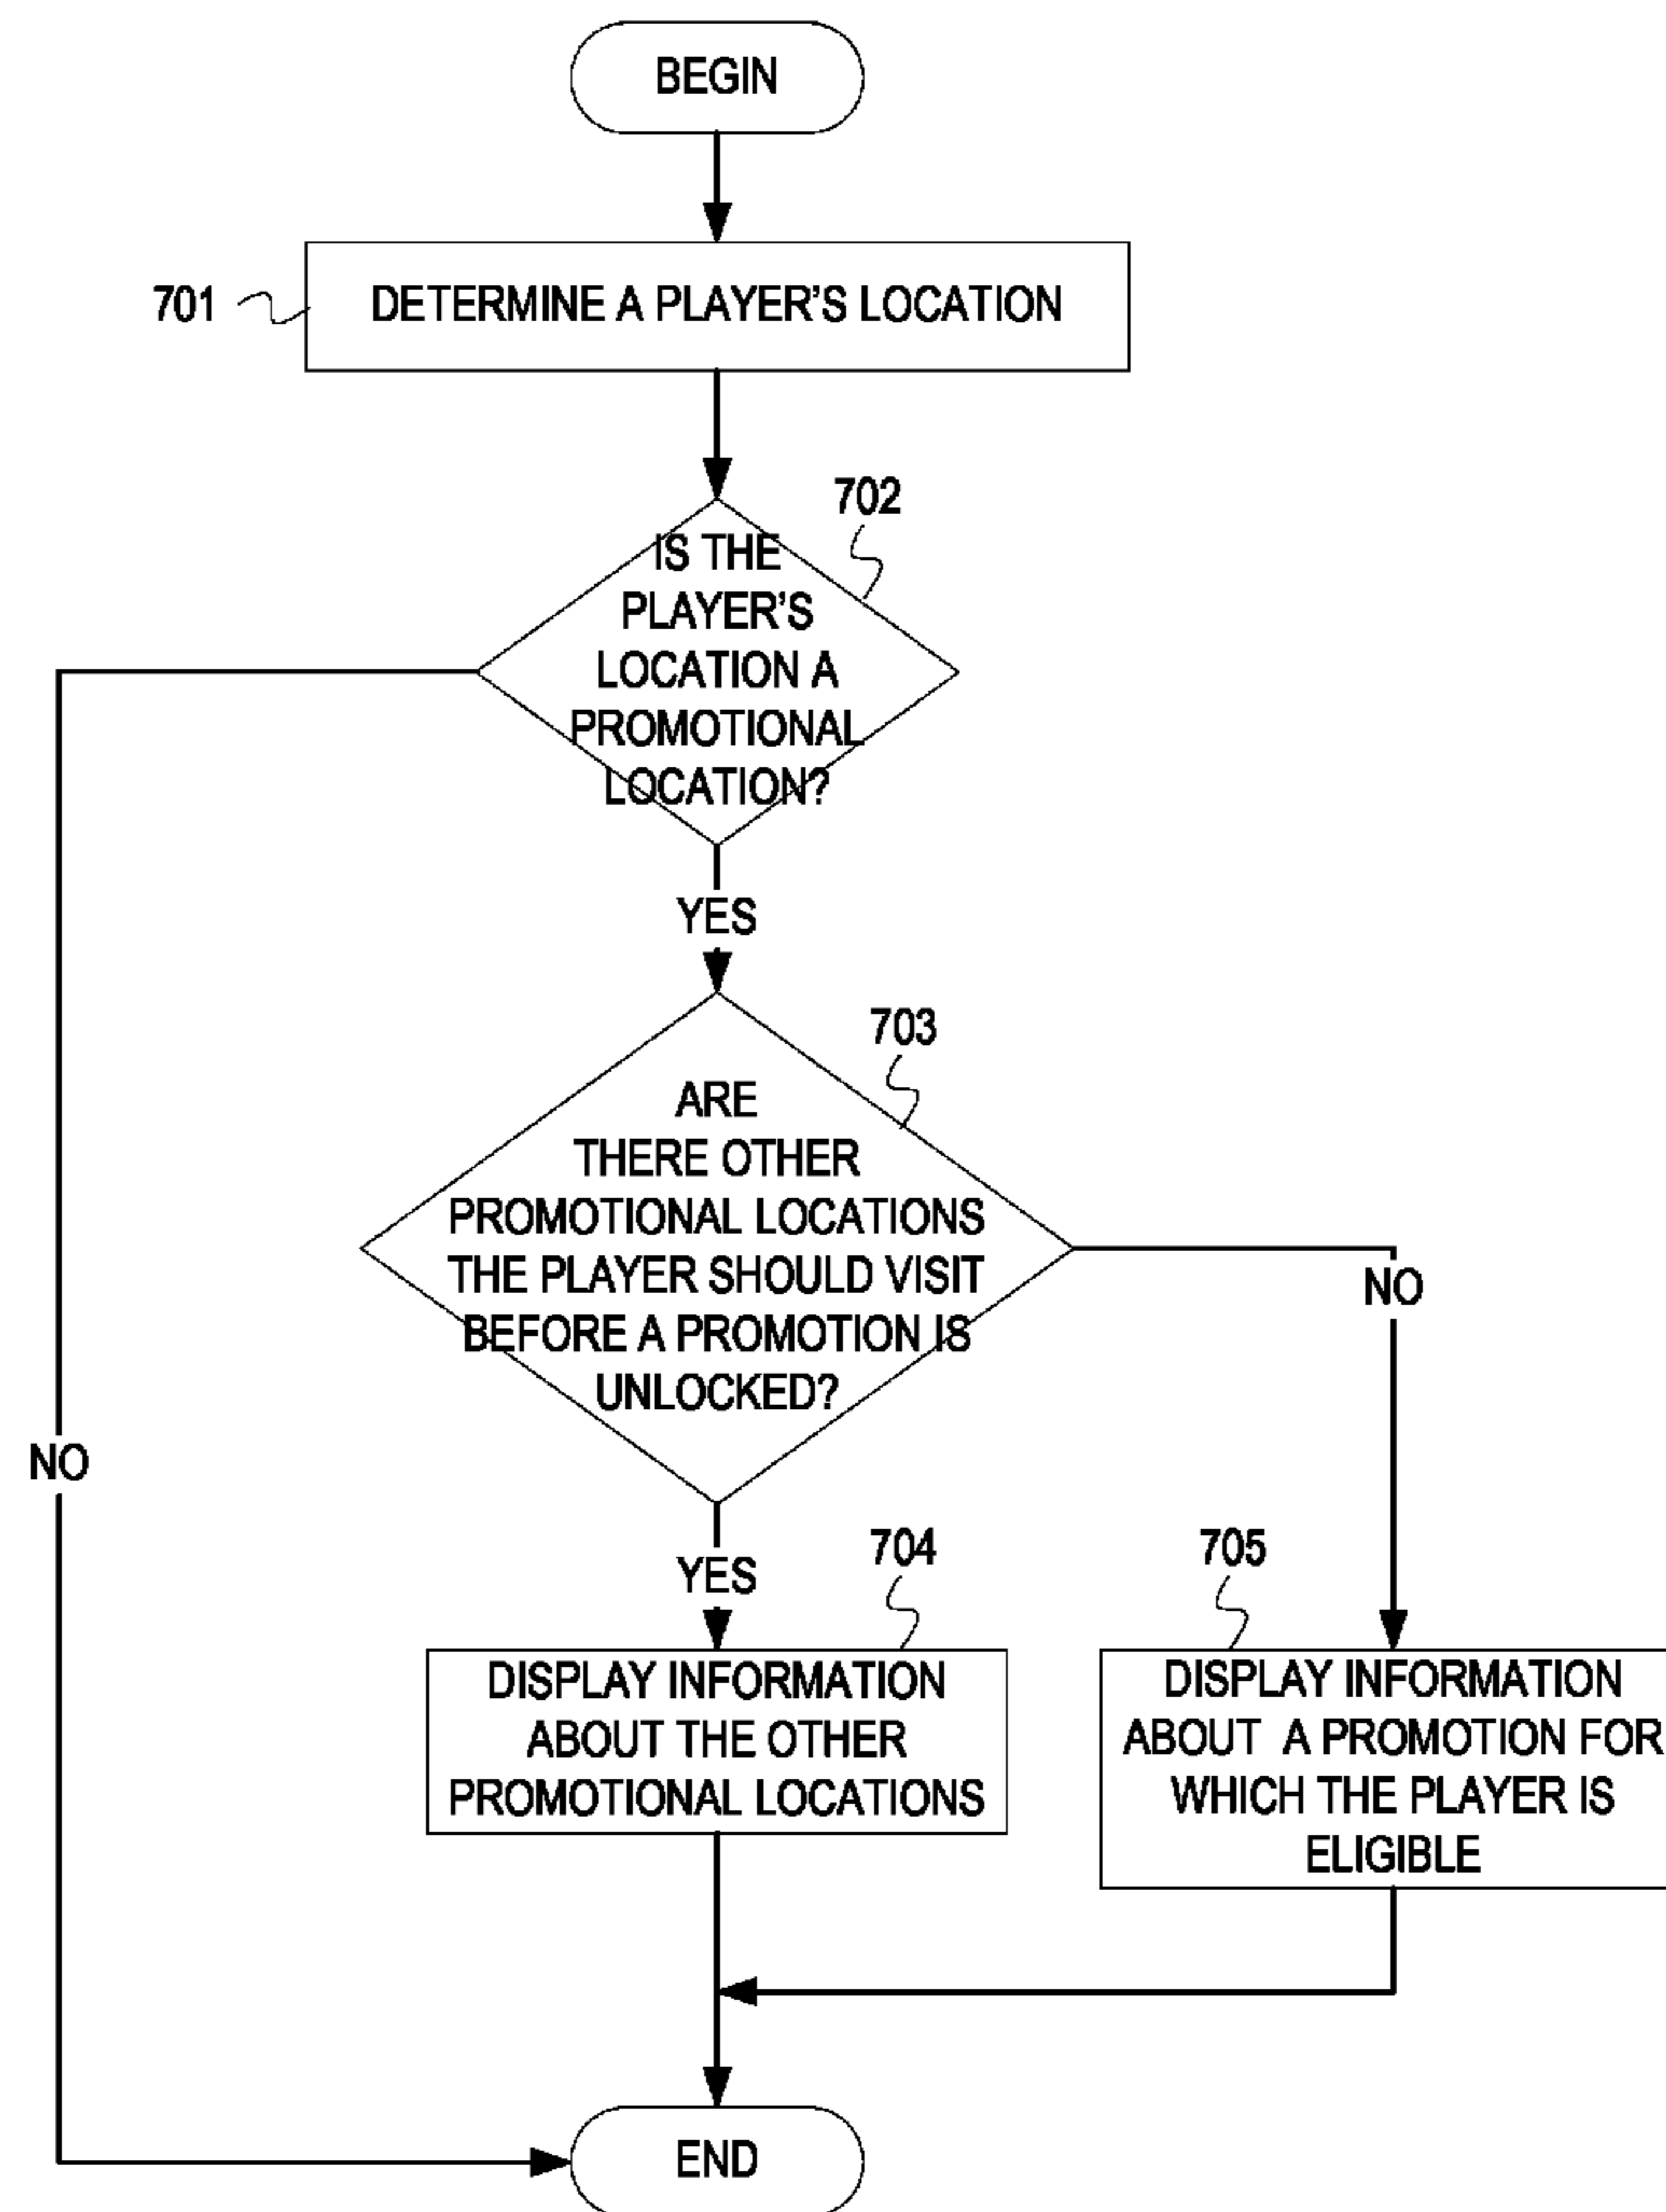 BEGIN
701
DETERMINE A PLAYER'S LOCATION
702
IS THE
PLAYER'S
LOCATION A
PROMOTIONAL
LOCATION?
YES
703
ARE
THERE OTHER
PROMOTIONAL LOCATIONS
THE PLAYER SHOULD VISIT
BEFORE A PROMOTION IS
UNLOCKED?
NO
NO
YES
704
705
DISPLAY INFORMATION
ABOUT THE OTHER
PROMOTIONAL LOCATIONS
DISPLAY INFORMATION
ABOUT A PROMOTION FOR
WHICH THE PLAYER IS
ELIGIBLE
END